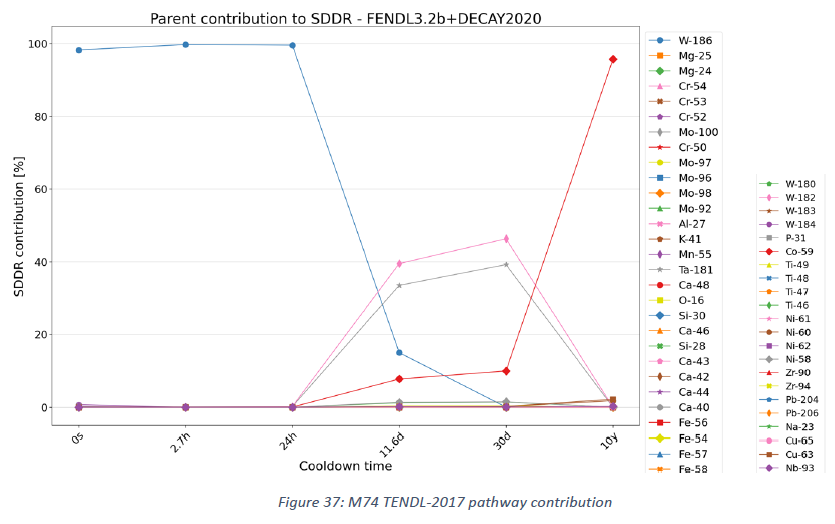 Parent contribution to SDDR - FENDL3.2b+DECAY2020
SDDR contribution [%]
100
80
60
40
20
0
0S
2.7h
24h
11.6d
30d
10y
Cooldown time
W-186
Mg-25
Mg-24
Cr-54
Cr-53
Cr-52
Mo-100
Cr-50
Mo-97
Mo-96
Mo-98
Mo-92
Al-27
K-41
Mn-55
Ta-181
Ca-48
O-16
Si-30
Ca-46
Si-28
Ca-43
Ca-42
Ca-44
Ca-40
Fe-56
Fe-54
Fe-57
Fe-58
W-180
W-182
W-183
W-184
P-31
Co-59
Ti-49
Ti-48
Ti-47
Ti-46
Ni-61
Ni-60
Ni-62
Ni-58
Zr-90
Zr-94
Pb-204
Pb-206
Na-23
Cu-65
Cu-63
Nb-93
Figure 37: M74 TENDL-2017 pathway contribution